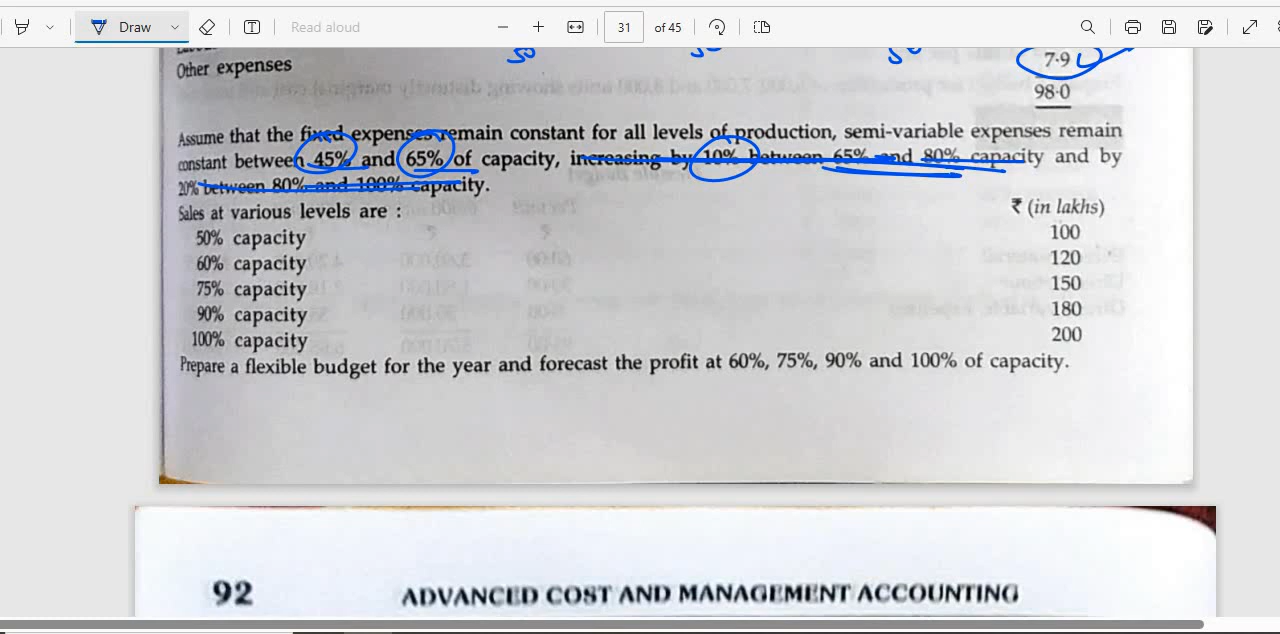 Draw
Read aloud
31 of 45
Other expenses 7·9
98·0
Assume that the fixed expenses remain constant for all levels of production, semi-variable expenses remain
constant between 45% and 65% of capacity, increasing by 10% between 65% and 80% capacity and by
20% between 80% and 100% capacity.
Sales at various levels are : ₹ (in lakhs)
50% capacity 100
60% capacity 120
75% capacity 150
90% capacity 180
100% capacity 200
Prepare a flexible budget for the year and forecast the profit at 60%, 75%, 90% and 100% of capacity.
92 ADVANCED COST AND MANAGEMENT ACCOUNTING